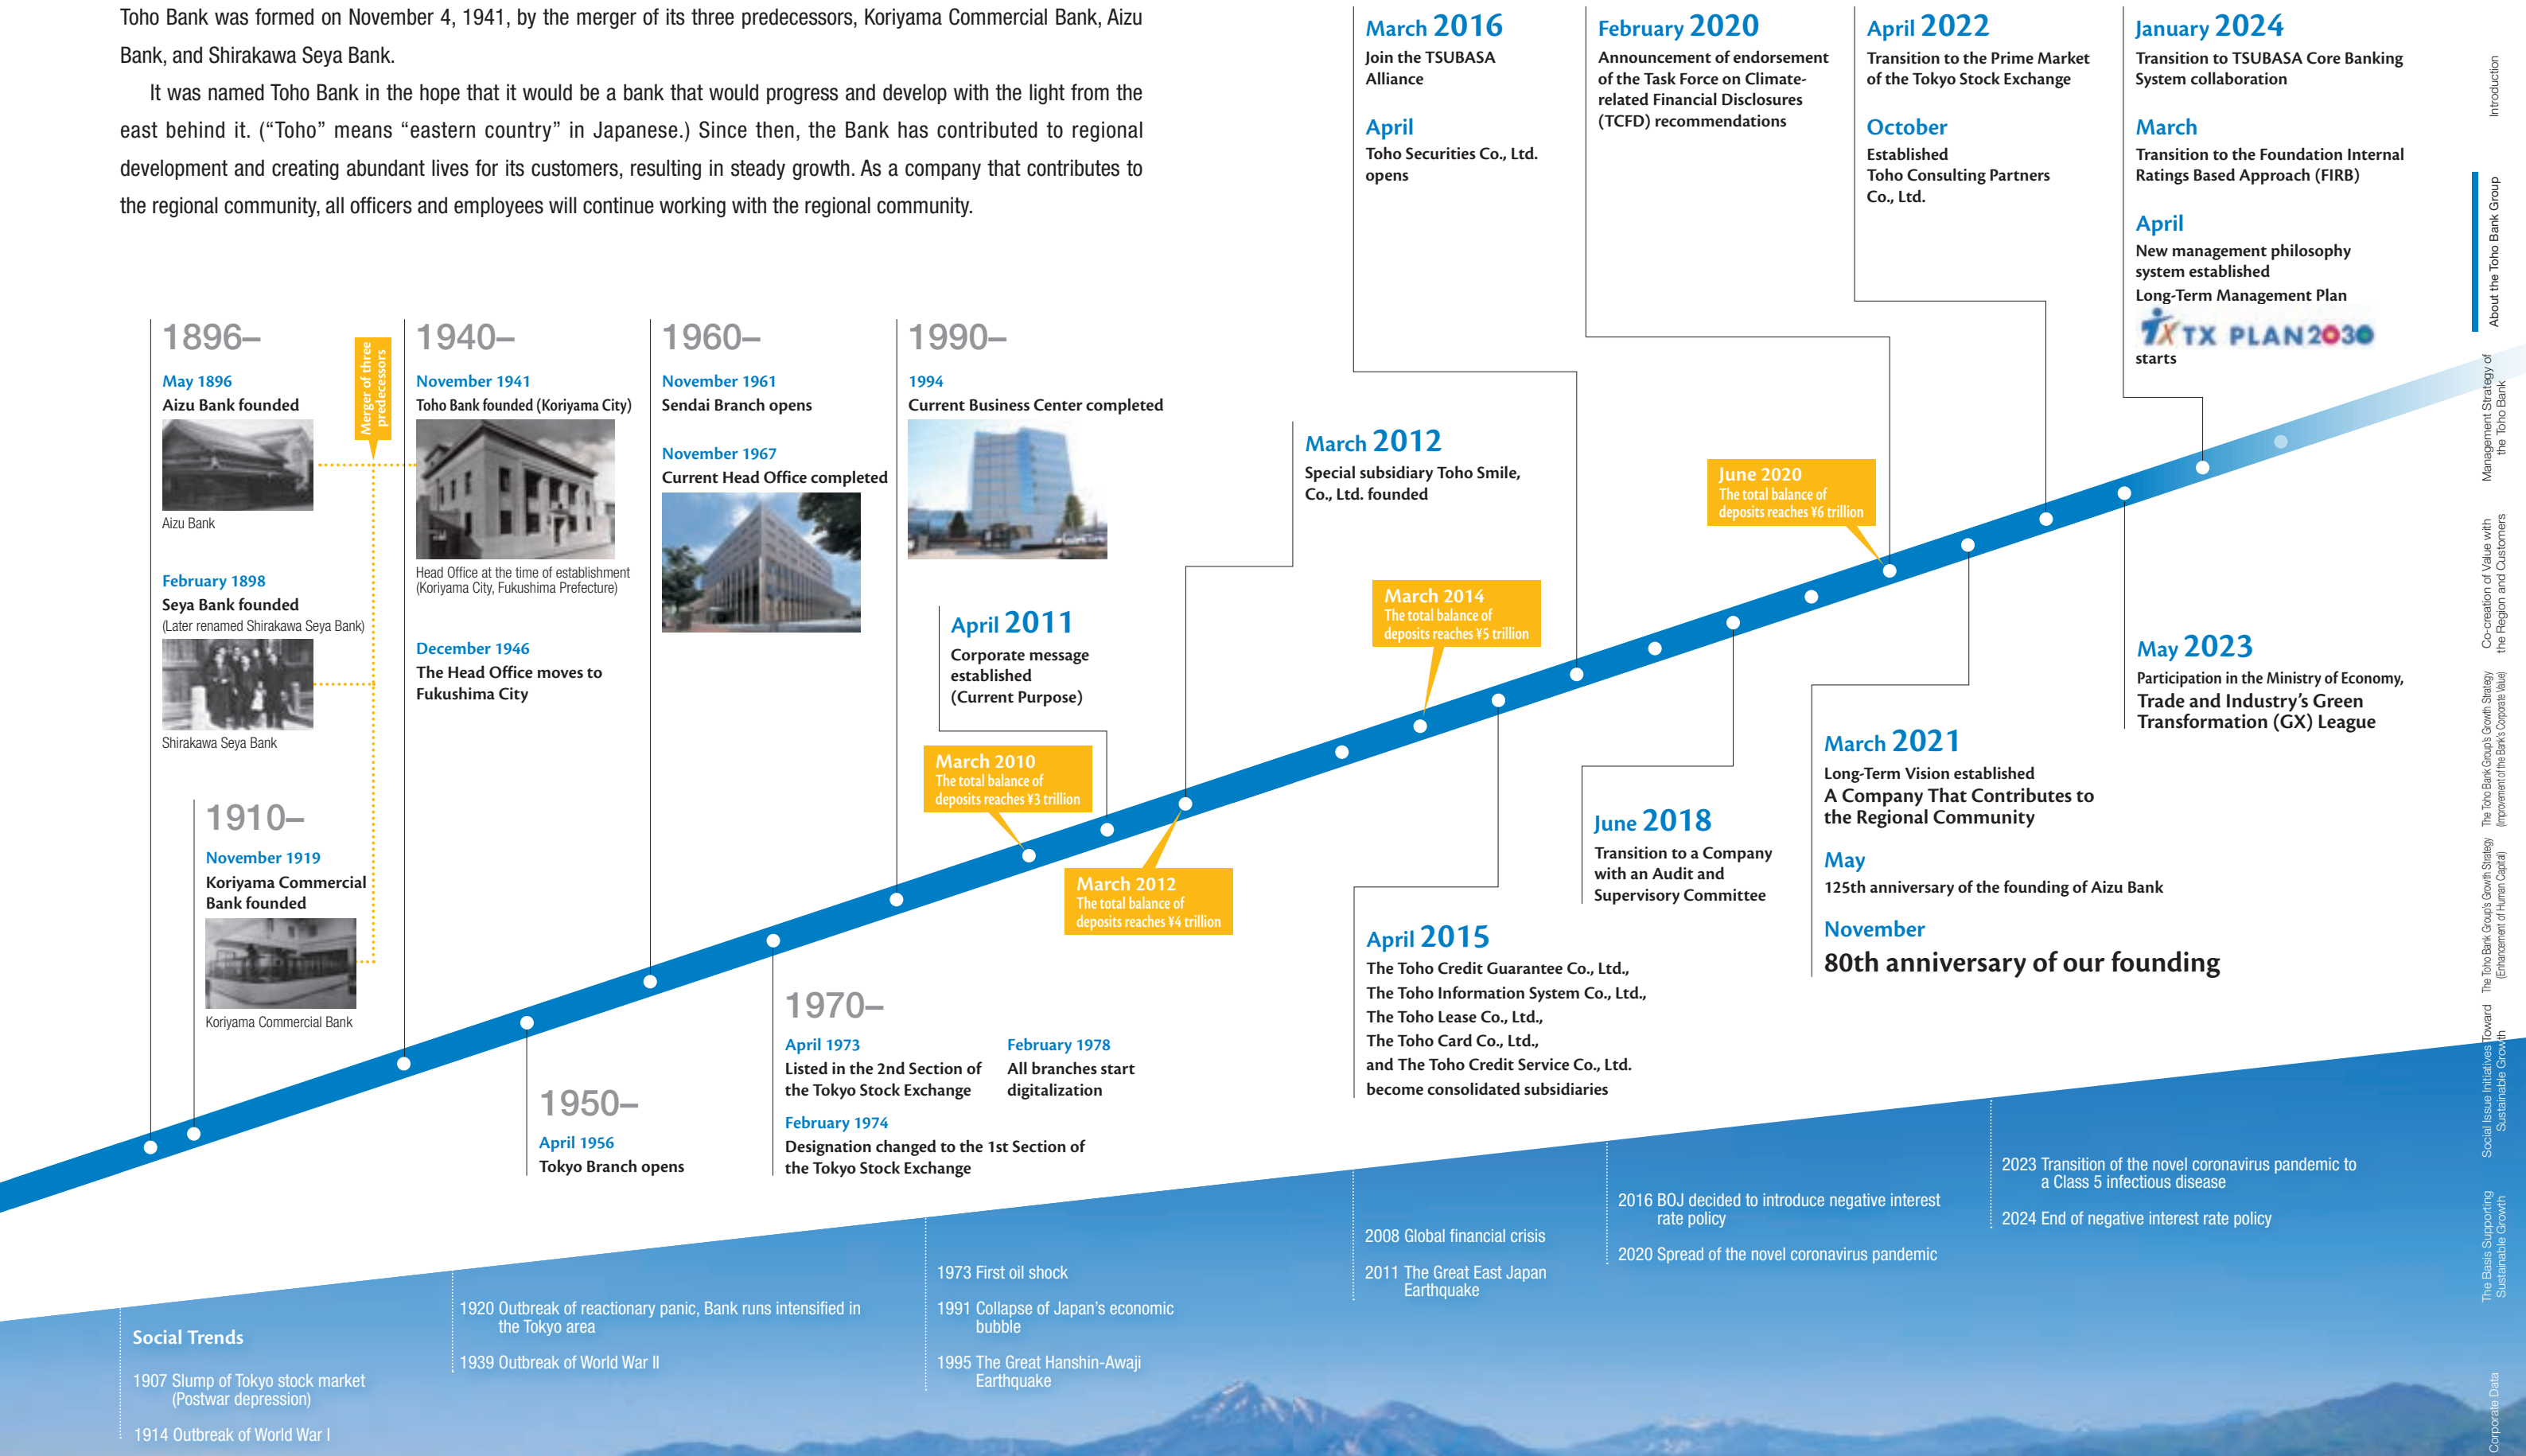 Toho Bank was formed on November 4, 1941, by the merger of its three predecessors, Koriyama Commercial Bank, Aizu
Bank, and Shirakawa Seya Bank.
It was named Toho Bank in the hope that it would be a bank that would progress and develop with the light from the
east behind it. (“Toho” means “eastern country” in Japanese.) Since then, the Bank has contributed to regional
development and creating abundant lives for its customers, resulting in steady growth. As a company that contributes to
the regional community, all officers and employees will continue working with the regional community.
1896–
May 1896
Aizu Bank founded
Aizu Bank
February 1898
Seya Bank founded
(Later renamed Shirakawa Seya Bank)
Shirakawa Seya Bank
1910–
November 1919
Koriyama Commercial
Bank founded
Koriyama Commercial Bank
Merger of three
predecessors
1940–
November 1941
Toho Bank founded (Koriyama City)
Head Office at the time of establishment
(Koriyama City, Fukushima Prefecture)
December 1946
The Head Office moves to
Fukushima City
1950–
April 1956
Tokyo Branch opens
1960–
November 1961
Sendai Branch opens
November 1967
Current Head Office completed
1970–
April 1973
Listed in the 2nd Section of
the Tokyo Stock Exchange
February 1974
Designation changed to the 1st Section of
the Tokyo Stock Exchange
February 1978
All branches start
digitalization
1990–
1994
Current Business Center completed
March 2010
The total balance of
deposits reaches ¥3 trillion
April 2011
Corporate message
established
(Current Purpose)
March 2012
Special subsidiary Toho Smile,
Co., Ltd. founded
March 2012
The total balance of
deposits reaches ¥4 trillion
March 2014
The total balance of
deposits reaches ¥5 trillion
April 2015
The Toho Credit Guarantee Co., Ltd.,
The Toho Information System Co., Ltd.,
The Toho Lease Co., Ltd.,
The Toho Card Co., Ltd.,
and The Toho Credit Service Co., Ltd.
become consolidated subsidiaries
March 2016
Join the TSUBASA
Alliance
April
Toho Securities Co., Ltd.
opens
June 2018
Transition to a Company
with an Audit and
Supervisory Committee
February 2020
Announcement of endorsement
of the Task Force on Climate-
related Financial Disclosures
(TCFD) recommendations
June 2020
The total balance of
deposits reaches ¥6 trillion
March 2021
Long-Term Vision established
A Company That Contributes to
the Regional Community
May
125th anniversary of the founding of Aizu Bank
November
80th anniversary of our founding
April 2022
Transition to the Prime Market
of the Tokyo Stock Exchange
October
Established
Toho Consulting Partners
Co., Ltd.
May 2023
Participation in the Ministry of Economy,
Trade and Industry’s Green
Transformation (GX) League
January 2024
Transition to TSUBASA Core Banking
System collaboration
March
Transition to the Foundation Internal
Ratings Based Approach (FIRB)
April
New management philosophy
system established
Long-Term Management Plan
TX TX PLAN2030
starts
Social Trends
1907 Slump of Tokyo stock market
(Postwar depression)
1914 Outbreak of World War I
1920 Outbreak of reactionary panic, Bank runs intensified in
the Tokyo area
1939 Outbreak of World War II
1973 First oil shock
1991 Collapse of Japan’s economic
bubble
1995 The Great Hanshin-Awaji
Earthquake
2008 Global financial crisis
2011 The Great East Japan
Earthquake
2016 BOJ decided to introduce negative interest
rate policy
2020 Spread of the novel coronavirus pandemic
2023 Transition of the novel coronavirus pandemic to
a Class 5 infectious disease
2024 End of negative interest rate policy
Introduction
About the Toho Bank Group
Management Strategy of
the Toho Bank
Co-creation of Value with
the Region and Customers
The Toho Bank Group’s Growth Strategy
(Improvement of the Bank’s Corporate Value)
The Toho Bank Group’s Growth Strategy
(Enhancement of Human Capital)
Social Issue Initiatives Toward
Sustainable Growth
The Basis Supporting
Sustainable Growth
Corporate Data